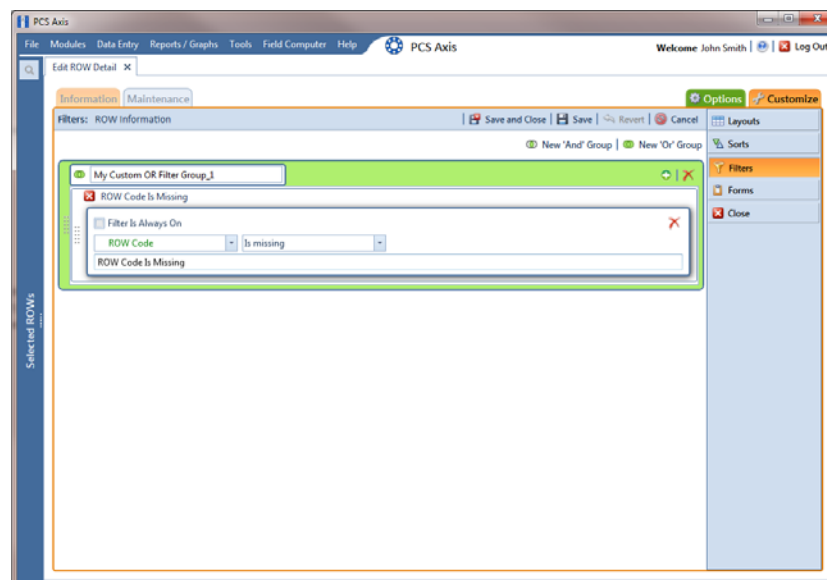 PCS Axis
File Modules Data Entry Reports / Graphs Tools Field Computer Help PCS Axis Welcome John Smith | | Log Out
Edit ROW Detail
Information Maintenance Options Customize
Filters: ROW Information | Save and Close | Save | Revert | Cancel
Layouts
New 'And' Group | New 'Or' Group
Sorts
My Custom OR Filter Group_1
Filters
ROW Code Is Missing
Forms
Filter Is Always On
Close
ROW Code Is missing
ROW Code Is Missing
Selected ROWs